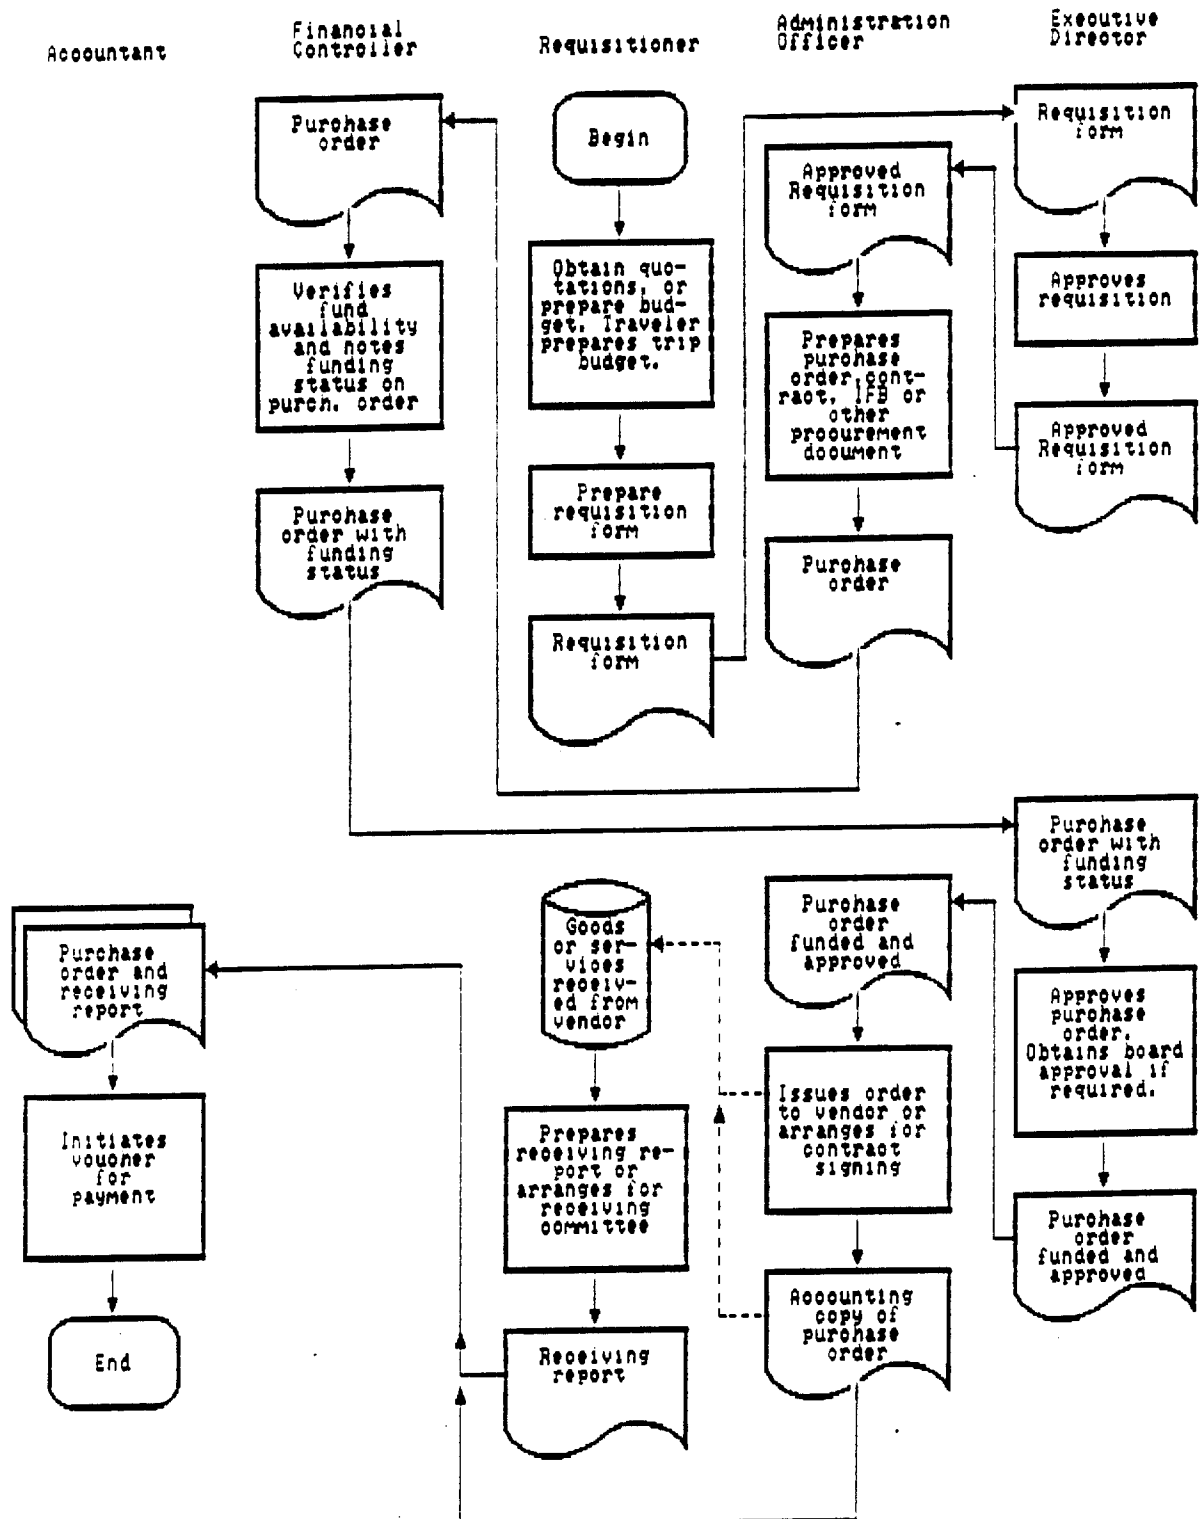 Accountant
Financial
Controller
Requisitioner
Administration
Officer
Executive
Director
Purchase
order
Begin
Approved
Requisition
form
Requisition
form
Verifies
fund
availability
and notes
funding
status on
purch. order
Obtain quo-
tations, or
prepare bud-
get. Traveler
prepares trip
budget.
Prepares
purchase
order,cont-
ract, IFB or
other
procurement
document
Approves
requisition
Approved
Requisition
form
Purchase
order with
funding
status
Prepare
requisition
form
Purchase
order
Requisition
form
Purchase
order with
funding
status
Purchase
order and
receiving
report
Goods
or ser-
vices
receiv-
ed from
vendor
Purchase
order
funded and
approved
Approves
purchase
order.
Obtains board
approval if
required.
Initiates
voucher
for
payment
Prepares
receiving re-
port or
arranges for
receiving
committee
Issues order
to vendor or
arranges for
contract
signing
Purchase
order
funded and
approved
End
Receiving
report
Accounting
copy of
purchase
order